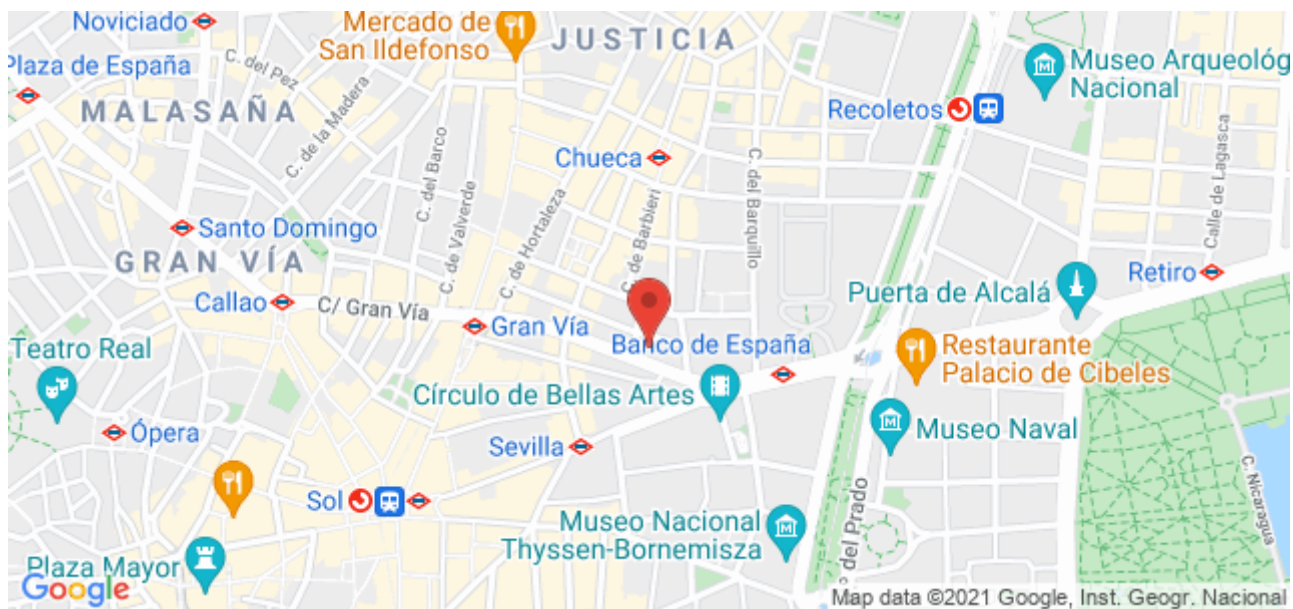 Noviciado
Mercado de
San Ildefonso
JUSTICIA
Museo Arqueológ
Nacional
C. del Pez
Plaza de España
MALASAÑA
C. de la Madera
Recoletos
C. del Barco
Chueca
C. del Barquillo
Calle de Lagasca
C. de Valverde
C. de Hortaleza
C. de Barbieri
Santo Domingo
GRAN VÍA
Retiro
Callao
C/ Gran Vía
Puerta de Alcalá
Gran Vía
Teatro Real
Banco de España
Restaurante
Palacio de Cibeles
Círculo de Bellas Artes
Ópera
Museo Naval
Sevilla
Sol
C. Nicaragua
Museo Nacional
Thyssen-Bornemisza
del Prado
Plaza Mayor
Google
Map data ©2021 Google, Inst. Geogr. Nacional